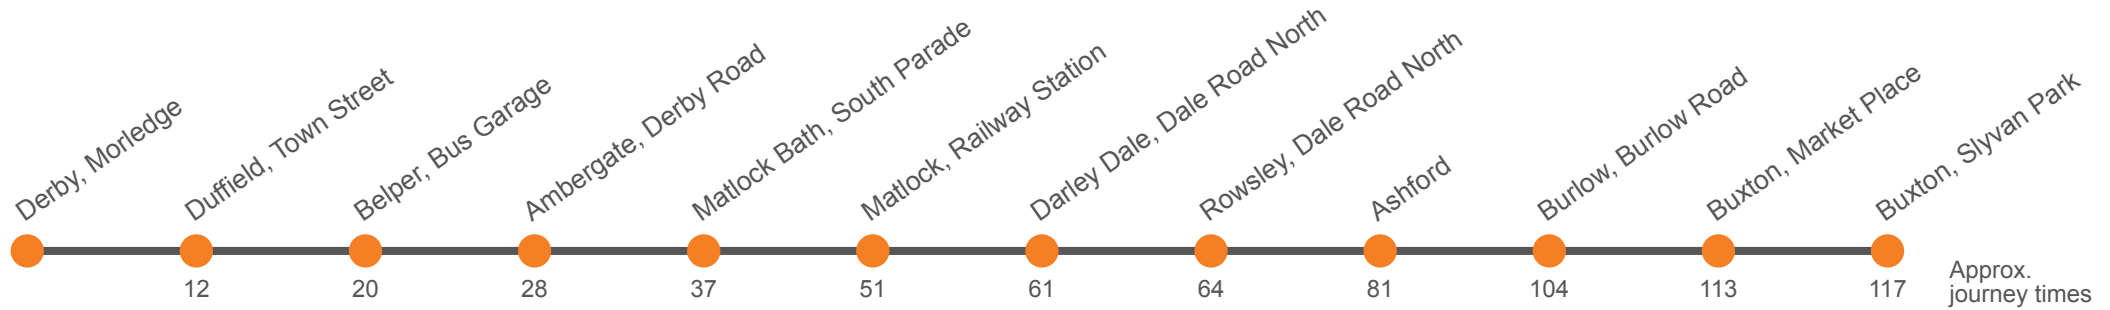 Derby, Morledge
Duffield, Town Street
Belper, Bus Garage
Ambergate, Derby Road
Matlock Bath, South Parade
Matlock, Railway Station
Darley Dale, Dale Road North
Rowsley, Dale Road North
Ashford
Burlow, Burlow Road
Buxton, Market Place
Buxton, Slyvan Park
12
20
28
37
51
61
64
81
104
113
117
Approx.
journey times